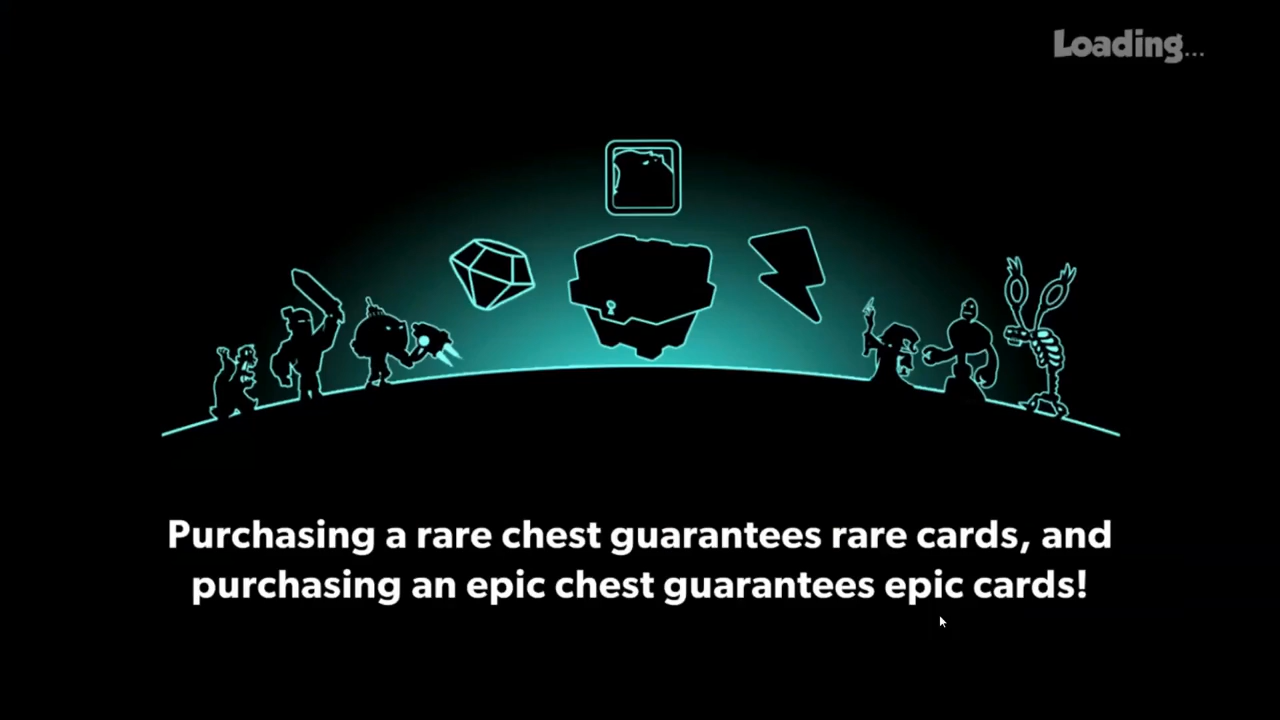 Loading...
Purchasing a rare chest guarantees rare cards, and
purchasing an epic chest guarantees epic cards!